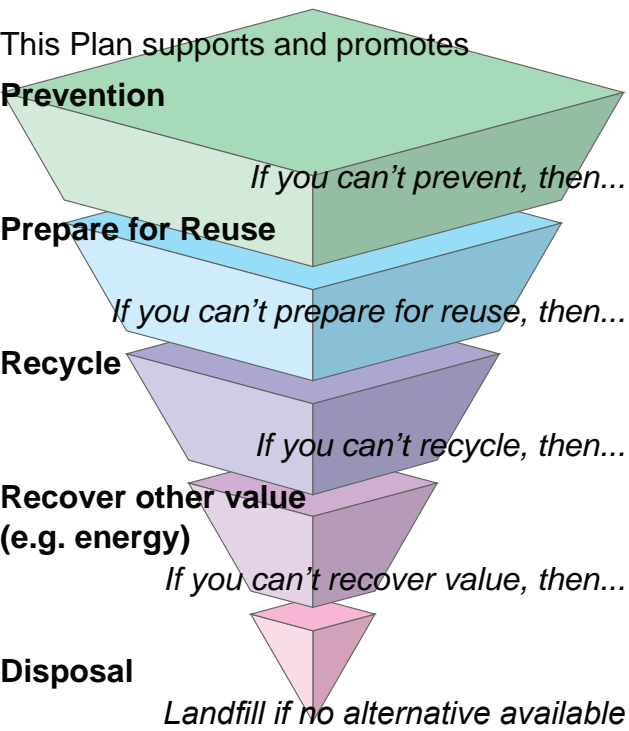 This Plan supports and promotes
Prevention
If you can't prevent, then...
Prepare for Reuse
If you can't prepare for reuse, then...
Recycle
If you can't recycle, then...
Recover other value
(e.g. energy)
If you can't recover value, then...
Disposal
Landfill if no alternative available